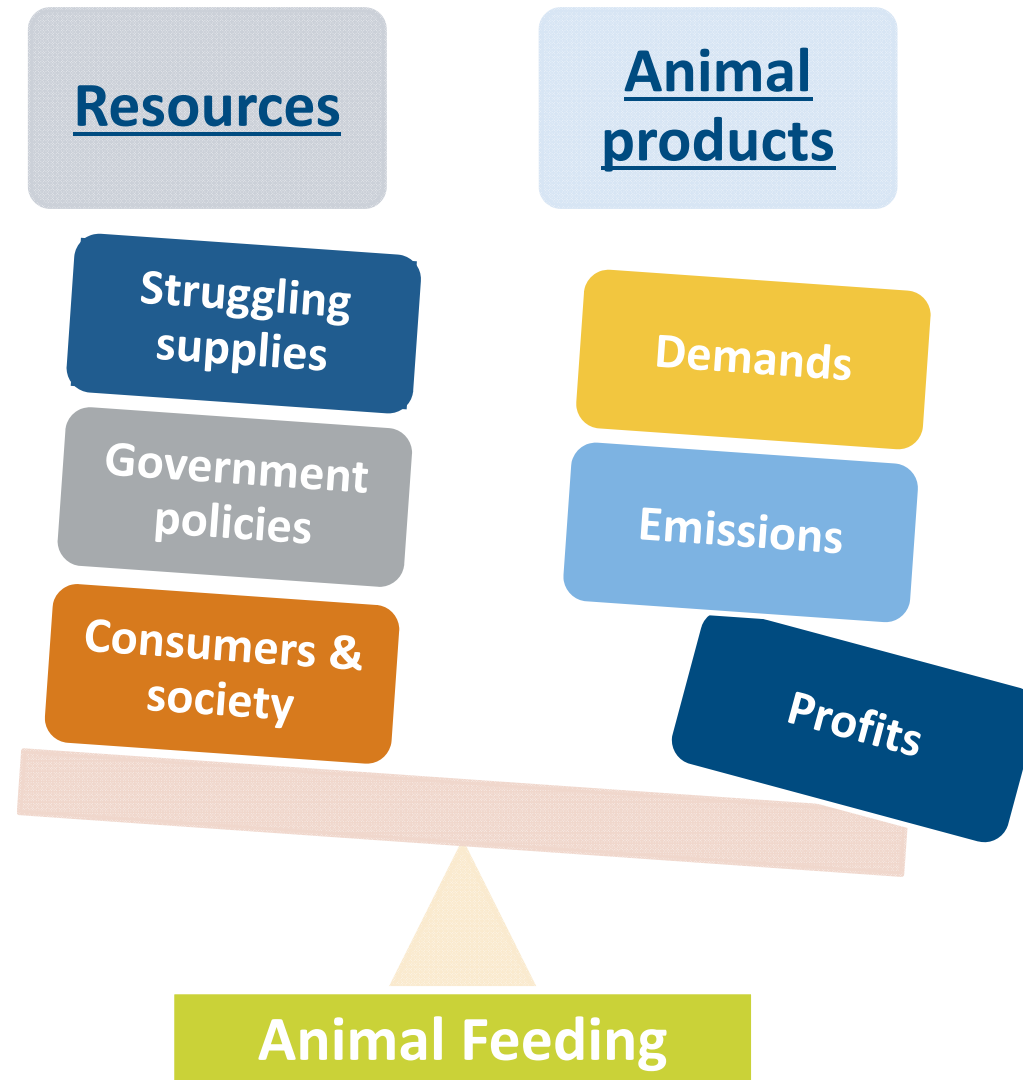 Resources
Animal
products
Struggling
supplies
Government
policies
Consumers &
society
Demands
Emissions
Profits
Animal Feeding